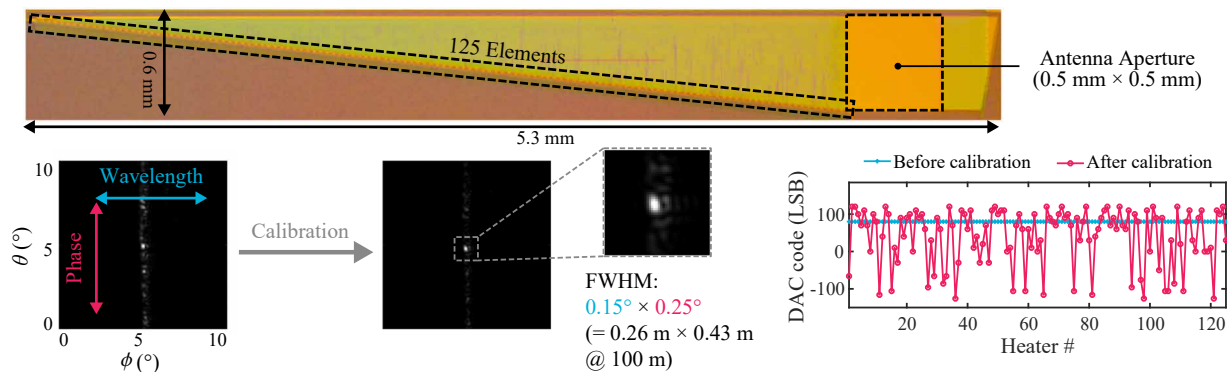 125 Elements
0.6 mm
Antenna Aperture
(0.5 mm × 0.5 mm)
5.3 mm
10
5
0
θ (°)
Wavelength
Phase
0
5
10
ϕ (°)
Calibration
FWHM:
0.15° × 0.25°
(= 0.26 m × 0.43 m
@ 100 m)
Before calibration
After calibration
DAC code (LSB)
100
0
-100
20
40
60
80
100
120
Heater #